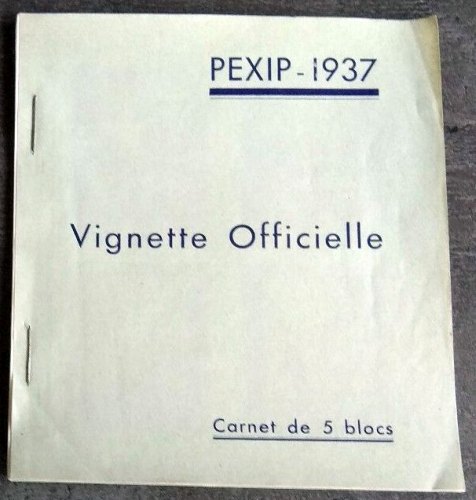 PEXIP - 1937
Vignette Officielle
Carnet de 5 blocs